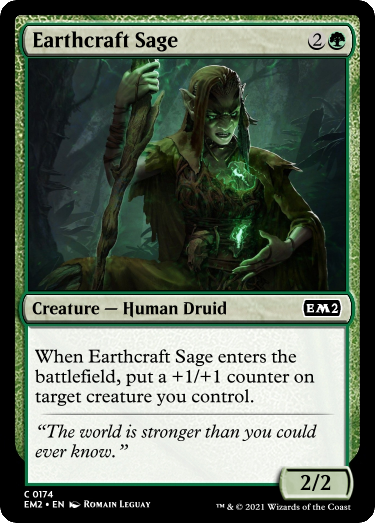 Earthcraft Sage 2
Creature — Human Druid EM2
When Earthcraft Sage enters the
battlefield, put a +1/+1 counter on
target creature you control.
“The world is stronger than you could
ever know.”
2/2
C 0174
EM2 • EN Romain Leguay ™ & © 2021 Wizards of the Coast